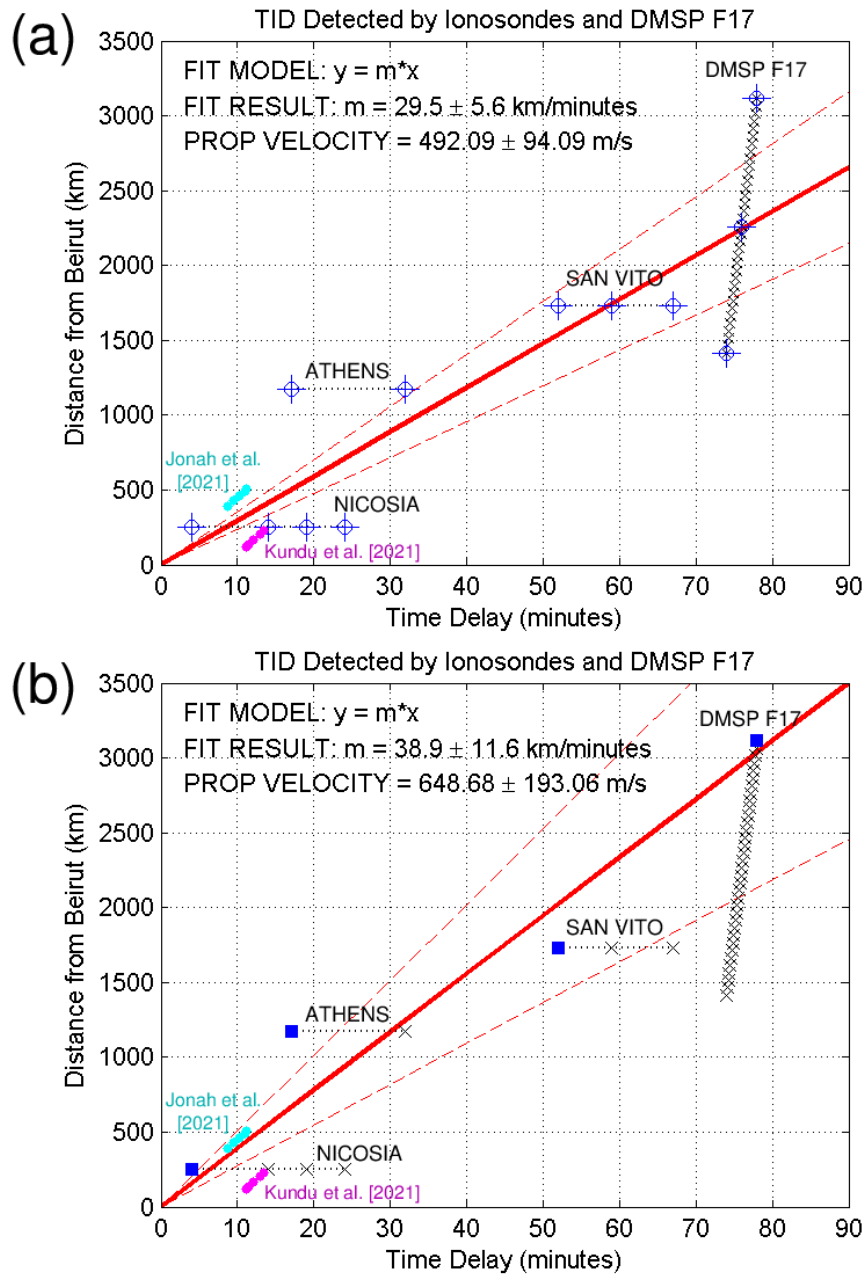 (a)
TID Detected by Ionosondes and DMSP F17
FIT MODEL: y = m*x
FIT RESULT: m = 29.5 ± 5.6 km/minutes
PROP VELOCITY = 492.09 ± 94.09 m/s
DMSP F17
SAN VITO
ATHENS
Jonah et al.
[2021]
NICOSIA
Kundu et al. [2021]
Distance from Beirut (km)
3500
3000
2500
2000
1500
1000
500
0
0 10 20 30 40 50 60 70 80 90
Time Delay (minutes)
(b)
TID Detected by Ionosondes and DMSP F17
FIT MODEL: y = m*x
FIT RESULT: m = 38.9 ± 11.6 km/minutes
PROP VELOCITY = 648.68 ± 193.06 m/s
DMSP F17
SAN VITO
ATHENS
Jonah et al.
[2021]
NICOSIA
Kundu et al. [2021]
Distance from Beirut (km)
3500
3000
2500
2000
1500
1000
500
0
0 10 20 30 40 50 60 70 80 90
Time Delay (minutes)